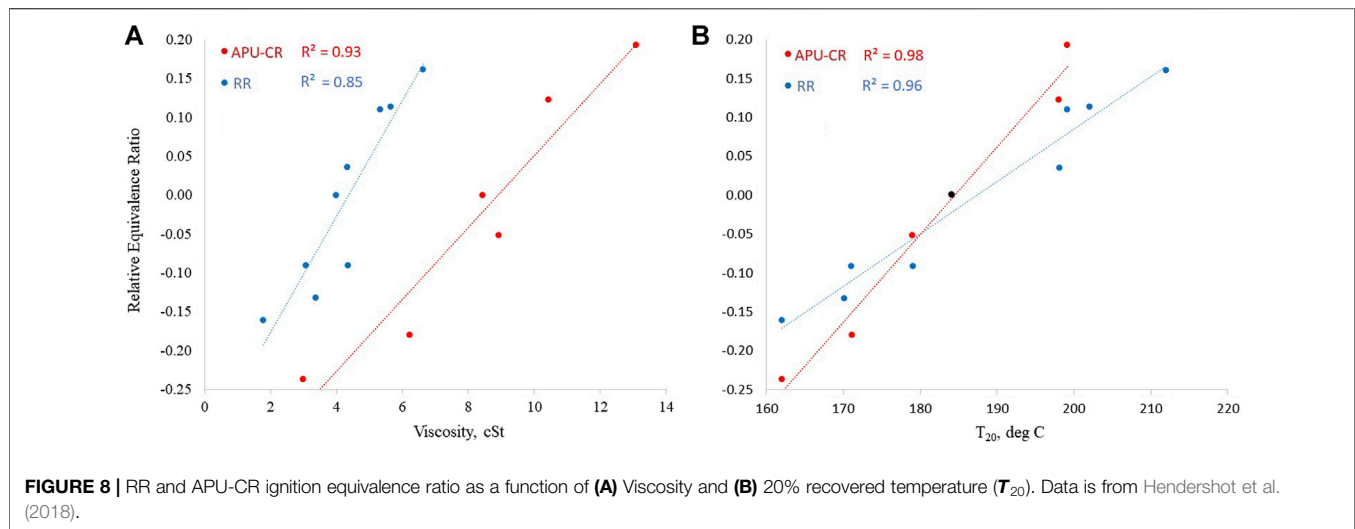 A
APU-CR R² = 0.93
RR R² = 0.85
Relative Equivalence Ratio
0.20
0.15
0.10
0.05
0.00
-0.05
-0.10
-0.15
-0.20
-0.25
0 2 4 6 8 10 12 14
Viscosity, cSt
B
APU-CR R² = 0.98
RR R² = 0.96
0.20
0.15
0.10
0.05
0.00
-0.05
-0.10
-0.15
-0.20
-0.25
160 170 180 190 200 210 220
T₂₀, deg C
FIGURE 8 | RR and APU-CR ignition equivalence ratio as a function of (A) Viscosity and (B) 20% recovered temperature (T₂₀). Data is from Hendershot et al.
(2018).